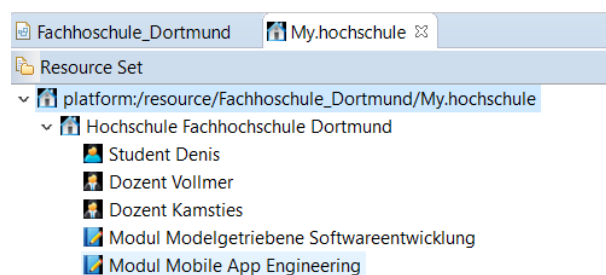 Fachhoschule_Dortmund My.hochschule
Resource Set
platform:/resource/Fachhoschule_Dortmund/My.hochschule
Hochschule Fachhochschule Dortmund
Student Denis
Dozent Vollmer
Dozent Kamsties
Modul Modelgetriebene Softwareentwicklung
Modul Mobile App Engineering